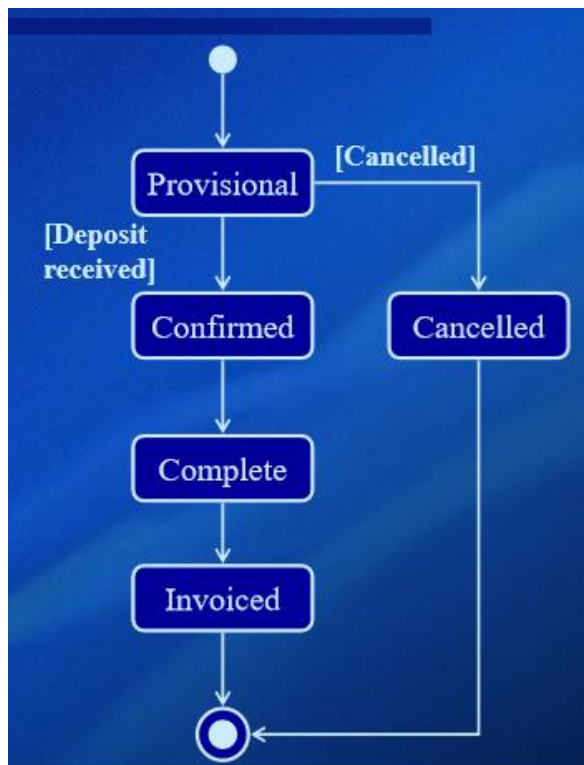 [Cancelled]
Provisional
[Deposit
received]
Confirmed
Cancelled
Complete
Invoiced